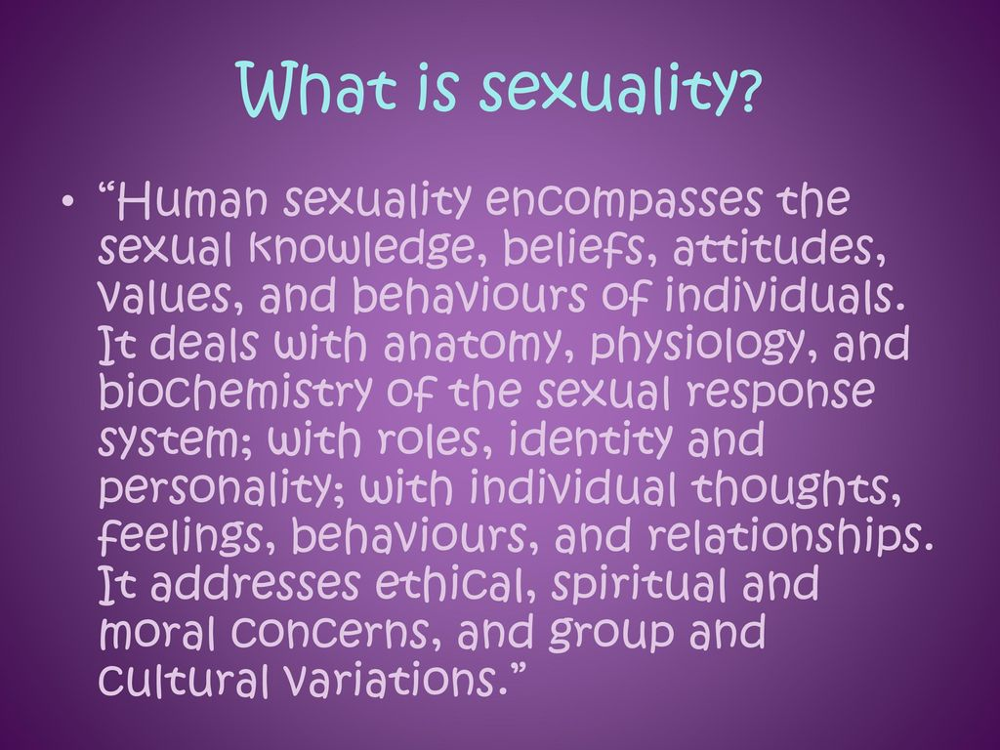 What is sexuality?
• “Human sexuality encompasses the
sexual knowledge, beliefs, attitudes,
values, and behaviours of individuals.
It deals with anatomy, physiology, and
biochemistry of the sexual response
system; with roles, identity and
personality; with individual thoughts,
feelings, behaviours, and relationships.
It addresses ethical, spiritual and
moral concerns, and group and
cultural variations.”